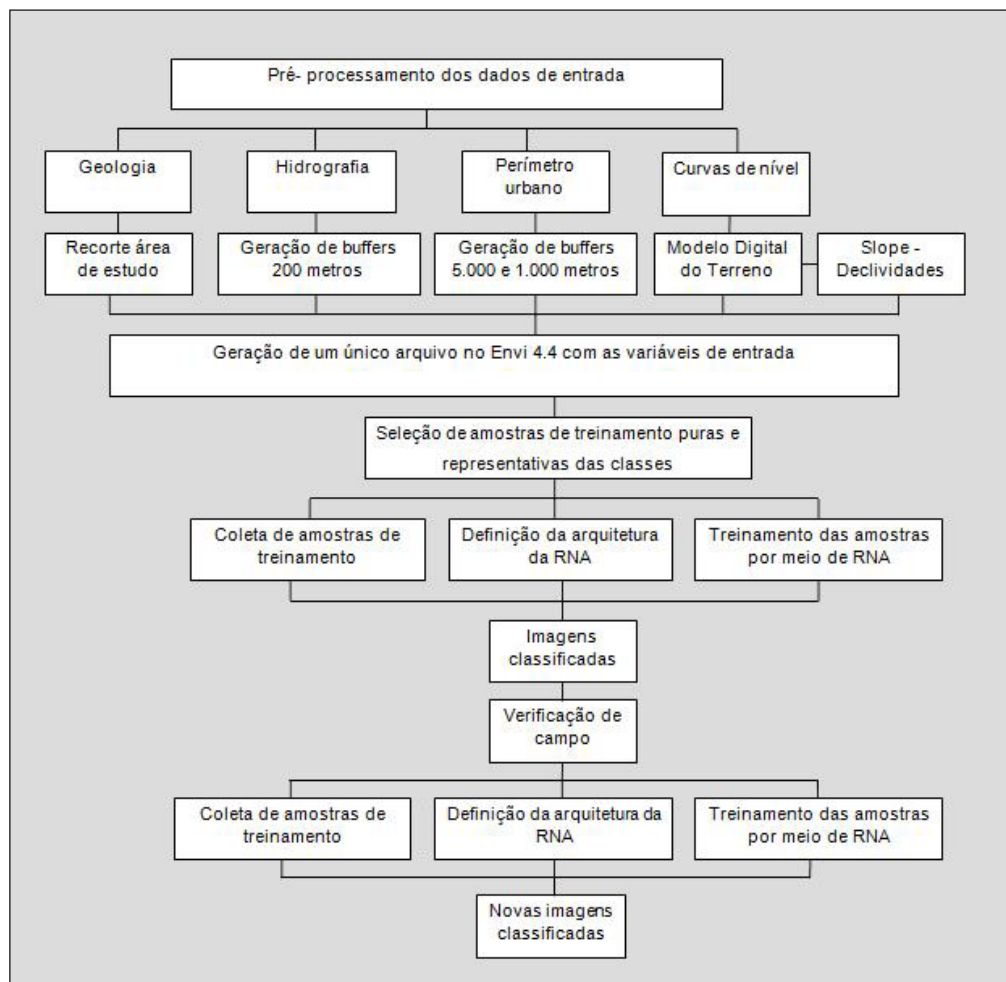 Pré- processamento dos dados de entrada
Geologia
Hidrografia
Perímetro
urbano
Curvas de nível
Recorte área
de estudo
Geração de buffers
200 metros
Geração de buffers
5.000 e 1.000 metros
Modelo Digital
do Terreno
Slope -
Declividades
Geração de um único arquivo no Envi 4.4 com as variáveis de entrada
Seleção de amostras de treinamento puras e
representativas das classes
Coleta de amostras de
treinamento
Definição da arquitetura
da RNA
Treinamento das amostras
por meio de RNA
Imagens
classificadas
Verificação de
campo
Coleta de amostras de
treinamento
Definição da arquitetura da
RNA
Treinamento das amostras
por meio de RNA
Novas imagens
classificadas